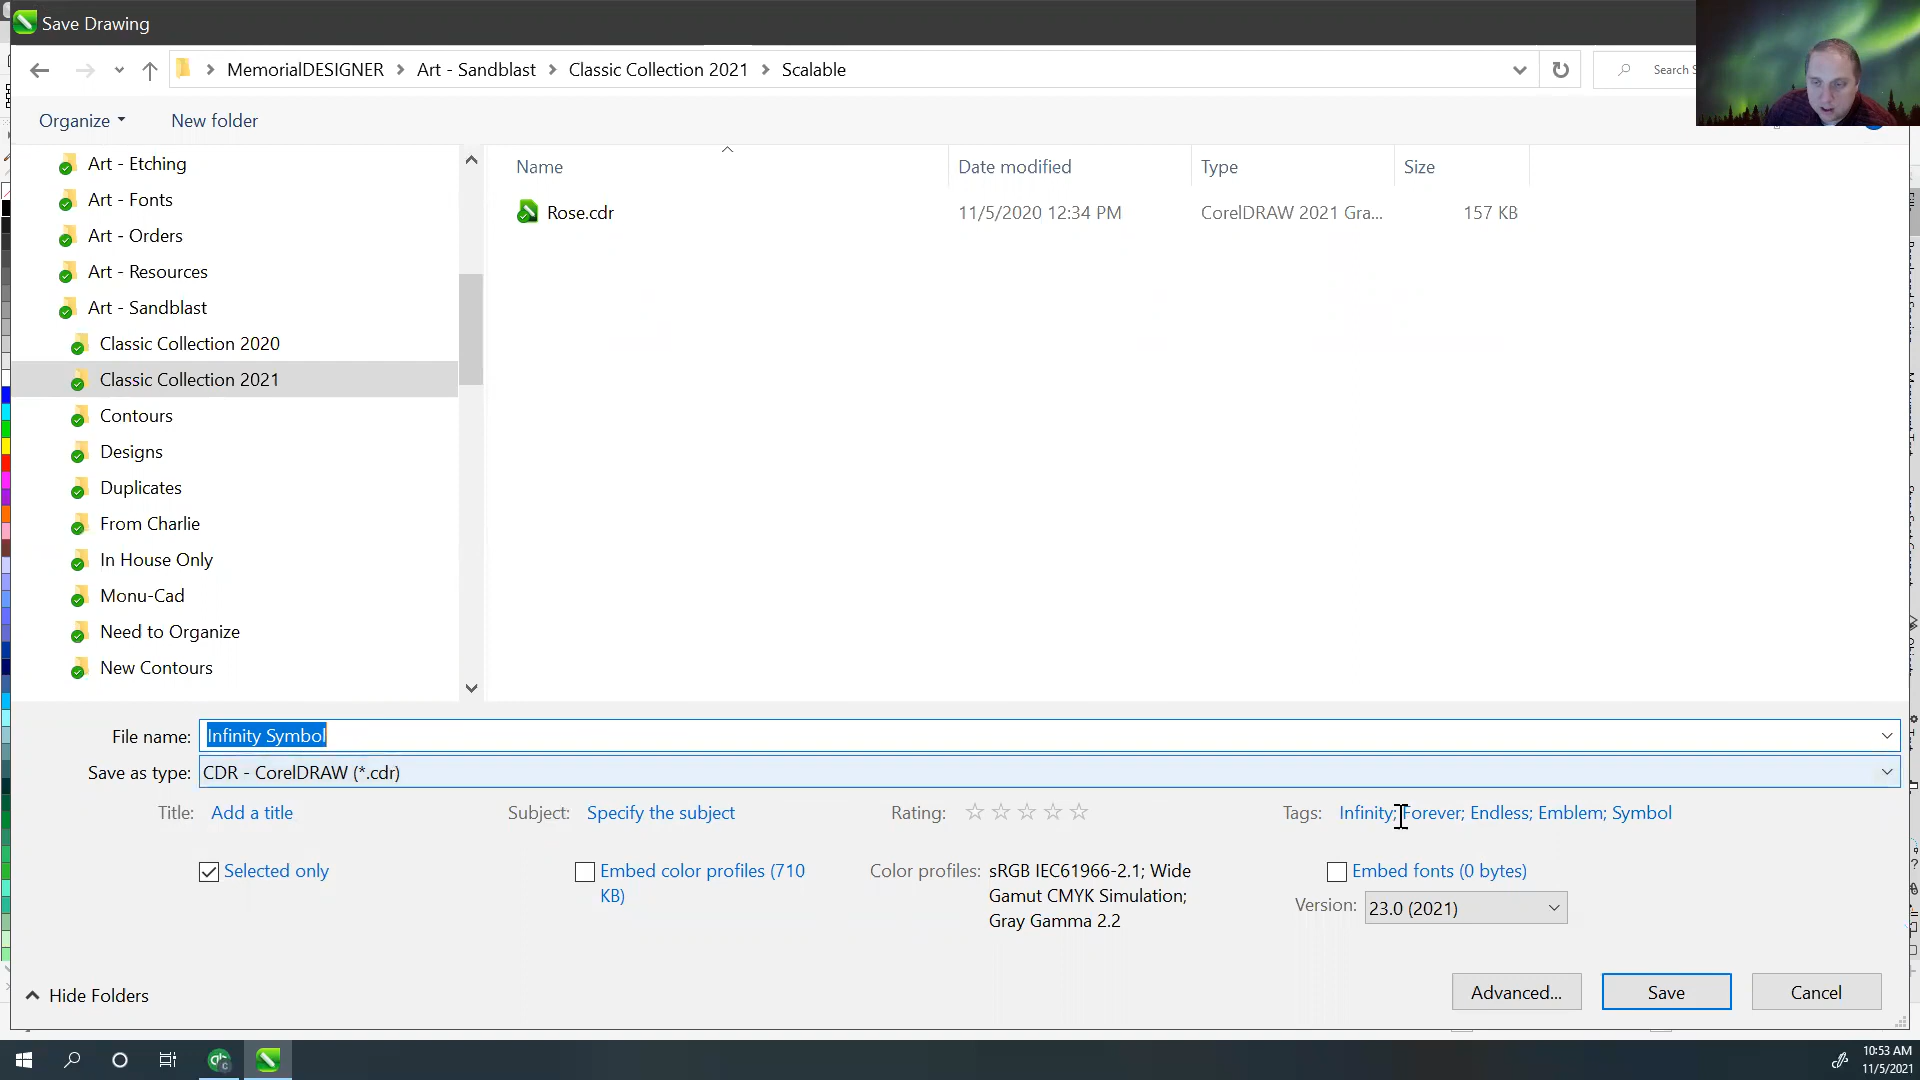 Save Drawing
MemorialDESIGNER > Art - Sandblast > Classic Collection 2021 > Scalable
Search S
Organize
New folder
Art - Etching
Art - Fonts
Art - Orders
Art - Resources
Art - Sandblast
Classic Collection 2020
Classic Collection 2021
Contours
Designs
Duplicates
From Charlie
In House Only
Monu-Cad
Need to Organize
New Contours
Name Date modified Type Size
Rose.cdr 11/5/2020 12:34 PM CorelDRAW 2021 Gra... 157 KB
File name: Infinity Symbol
Save as type: CDR - CorelDRAW (*.cdr)
Title: Add a title Subject: Specify the subject Rating: Tags: Infinity; Forever; Endless; Emblem; Symbol
Selected only
Embed color profiles (710
KB)
Color profiles: sRGB IEC61966-2.1; Wide
Gamut CMYK Simulation;
Gray Gamma 2.2
Embed fonts (0 bytes)
Version: 23.0 (2021)
Hide Folders
Advanced... Save Cancel
10:53 AM
11/5/2021